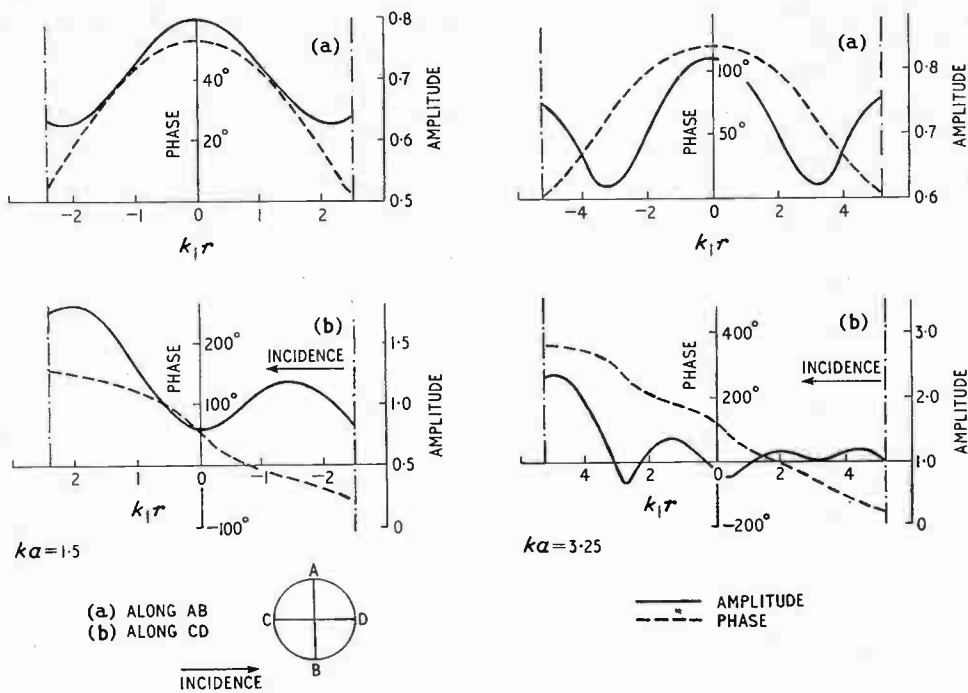 (a)
0·8
0·7
0·6
0·5
AMPLITUDE
PHASE
40°
20°
-2 -1 0 1 2
k₁r
(a)
0·8
0·7
0·6
AMPLITUDE
PHASE
100°
50°
-4 -2 0 2 4
k₁r
(b)
200°
100°
-100°
PHASE
INCIDENCE
1·5
1·0
0·5
0
AMPLITUDE
2 1 0 -1 -2
k₁r
ka=1·5
(b)
400°
200°
-200°
PHASE
INCIDENCE
3·0
2·0
1·0
0
AMPLITUDE
4 2 0 2 4
k₁r
ka=3·25
(a) ALONG AB
(b) ALONG CD
A
C D
B
INCIDENCE
AMPLITUDE
PHASE